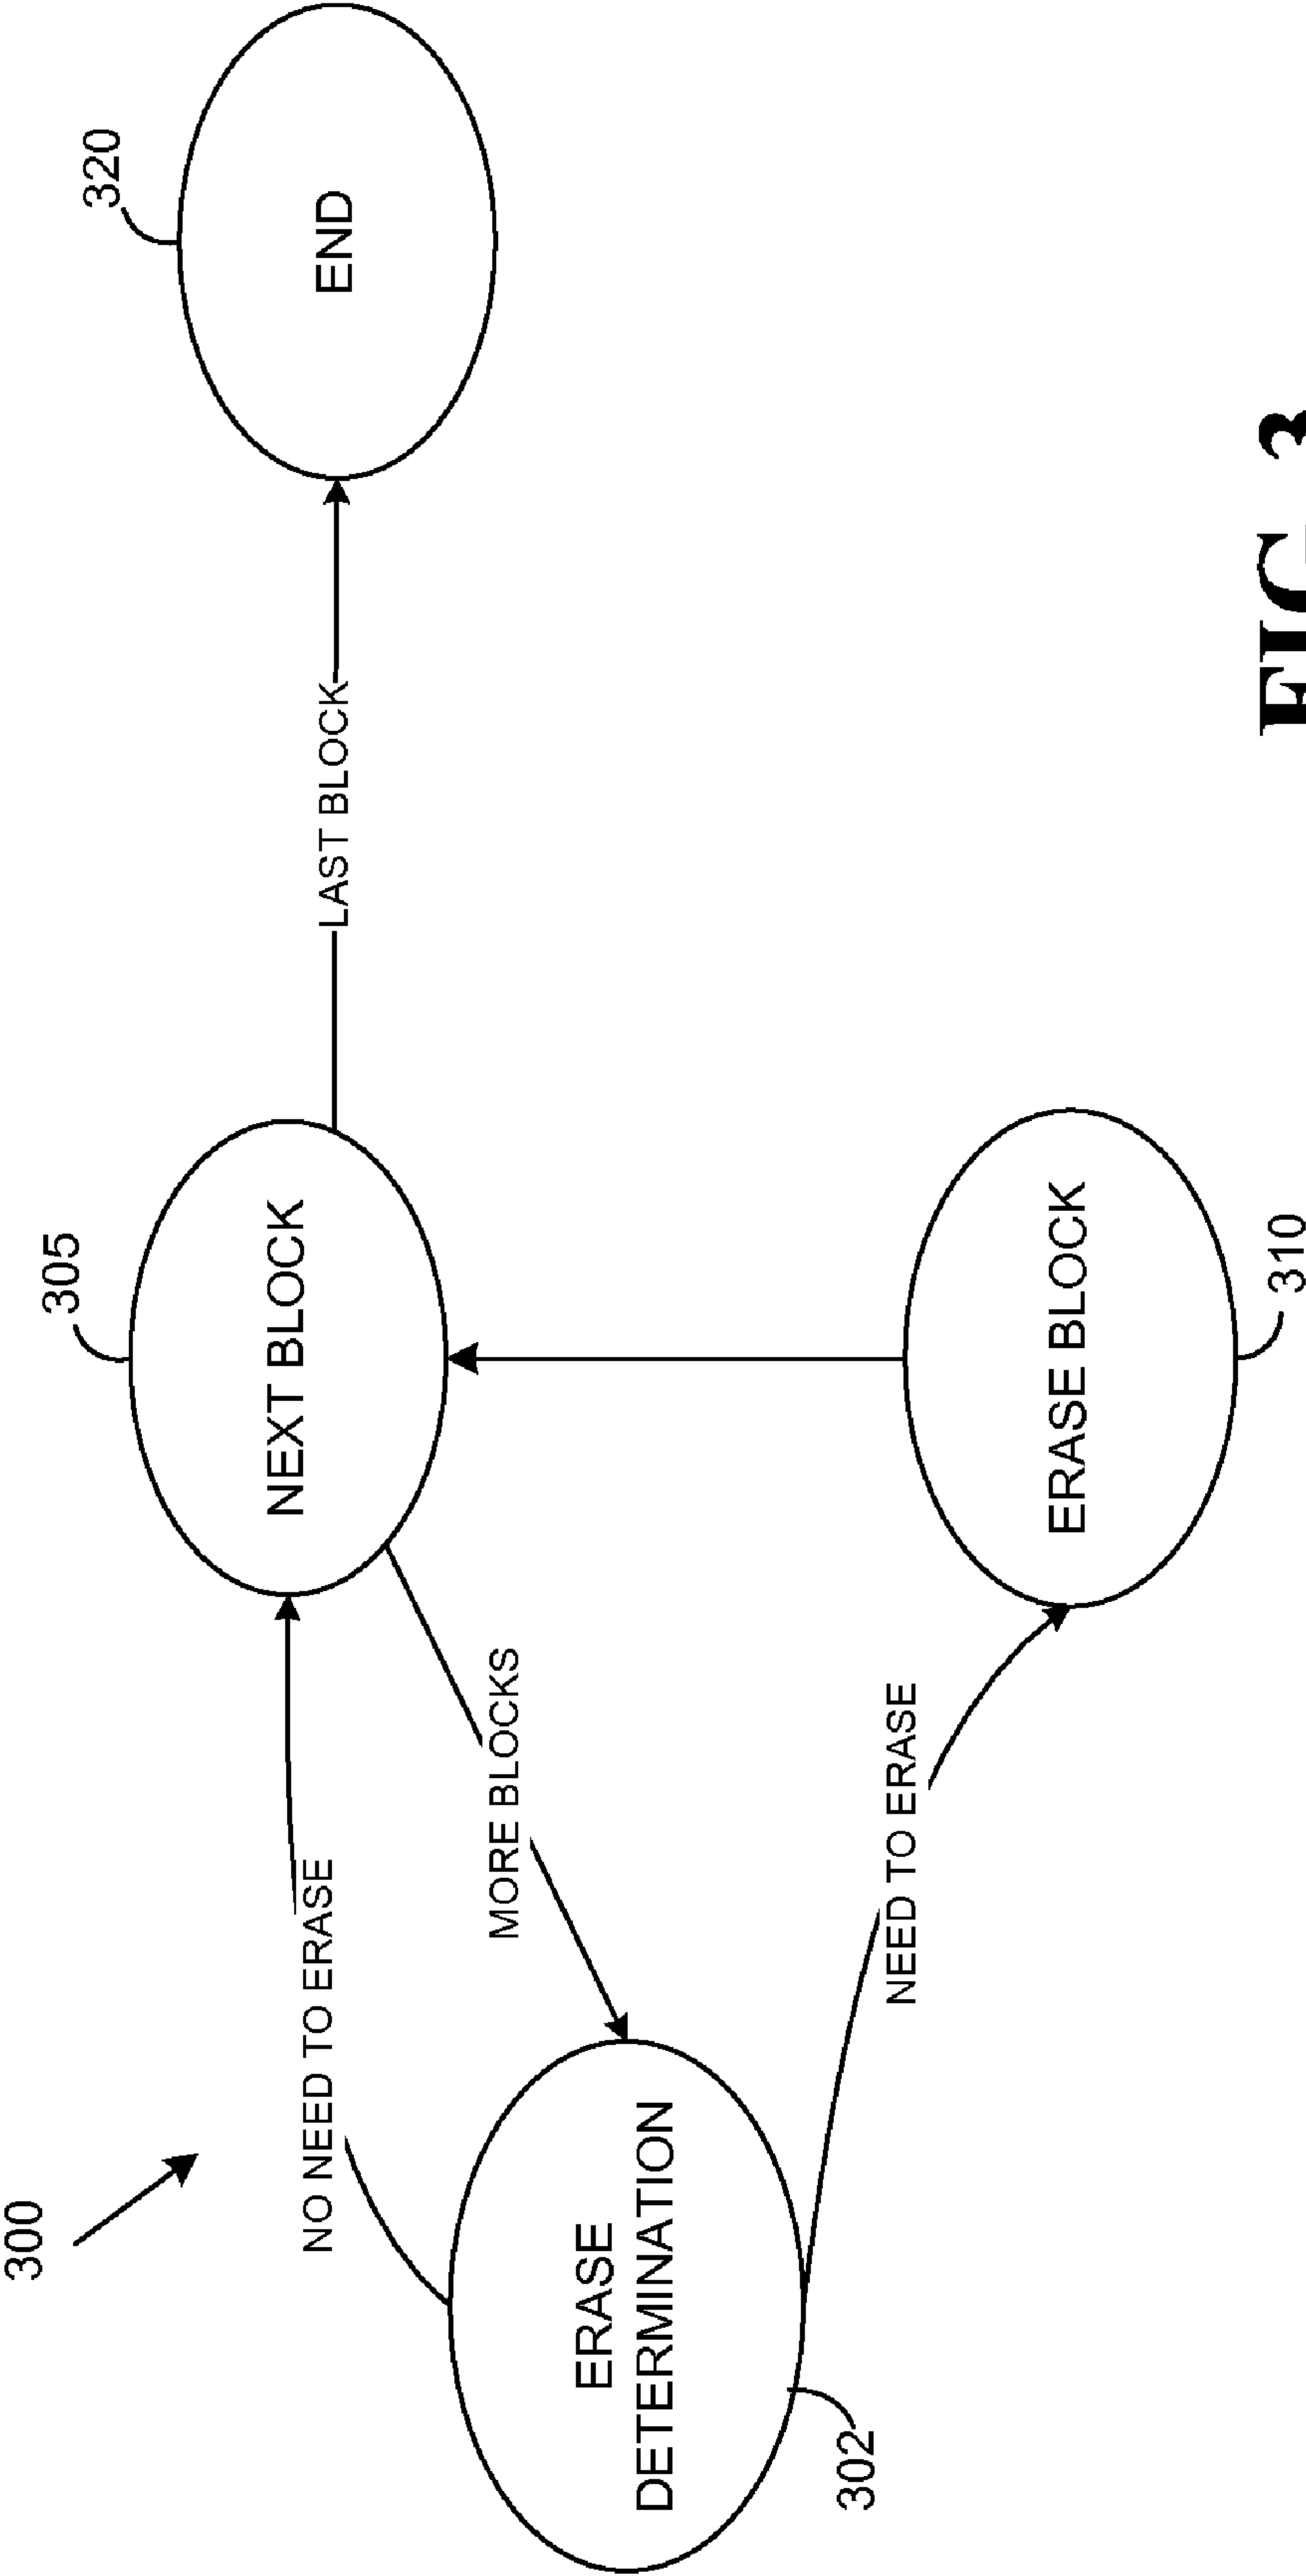 300
305
320
NO NEED TO ERASE
NEXT BLOCK
LAST BLOCK
END
MORE BLOCKS
ERASE
DETERMINATION
302
NEED TO ERASE
ERASE BLOCK
310
FIG. 3